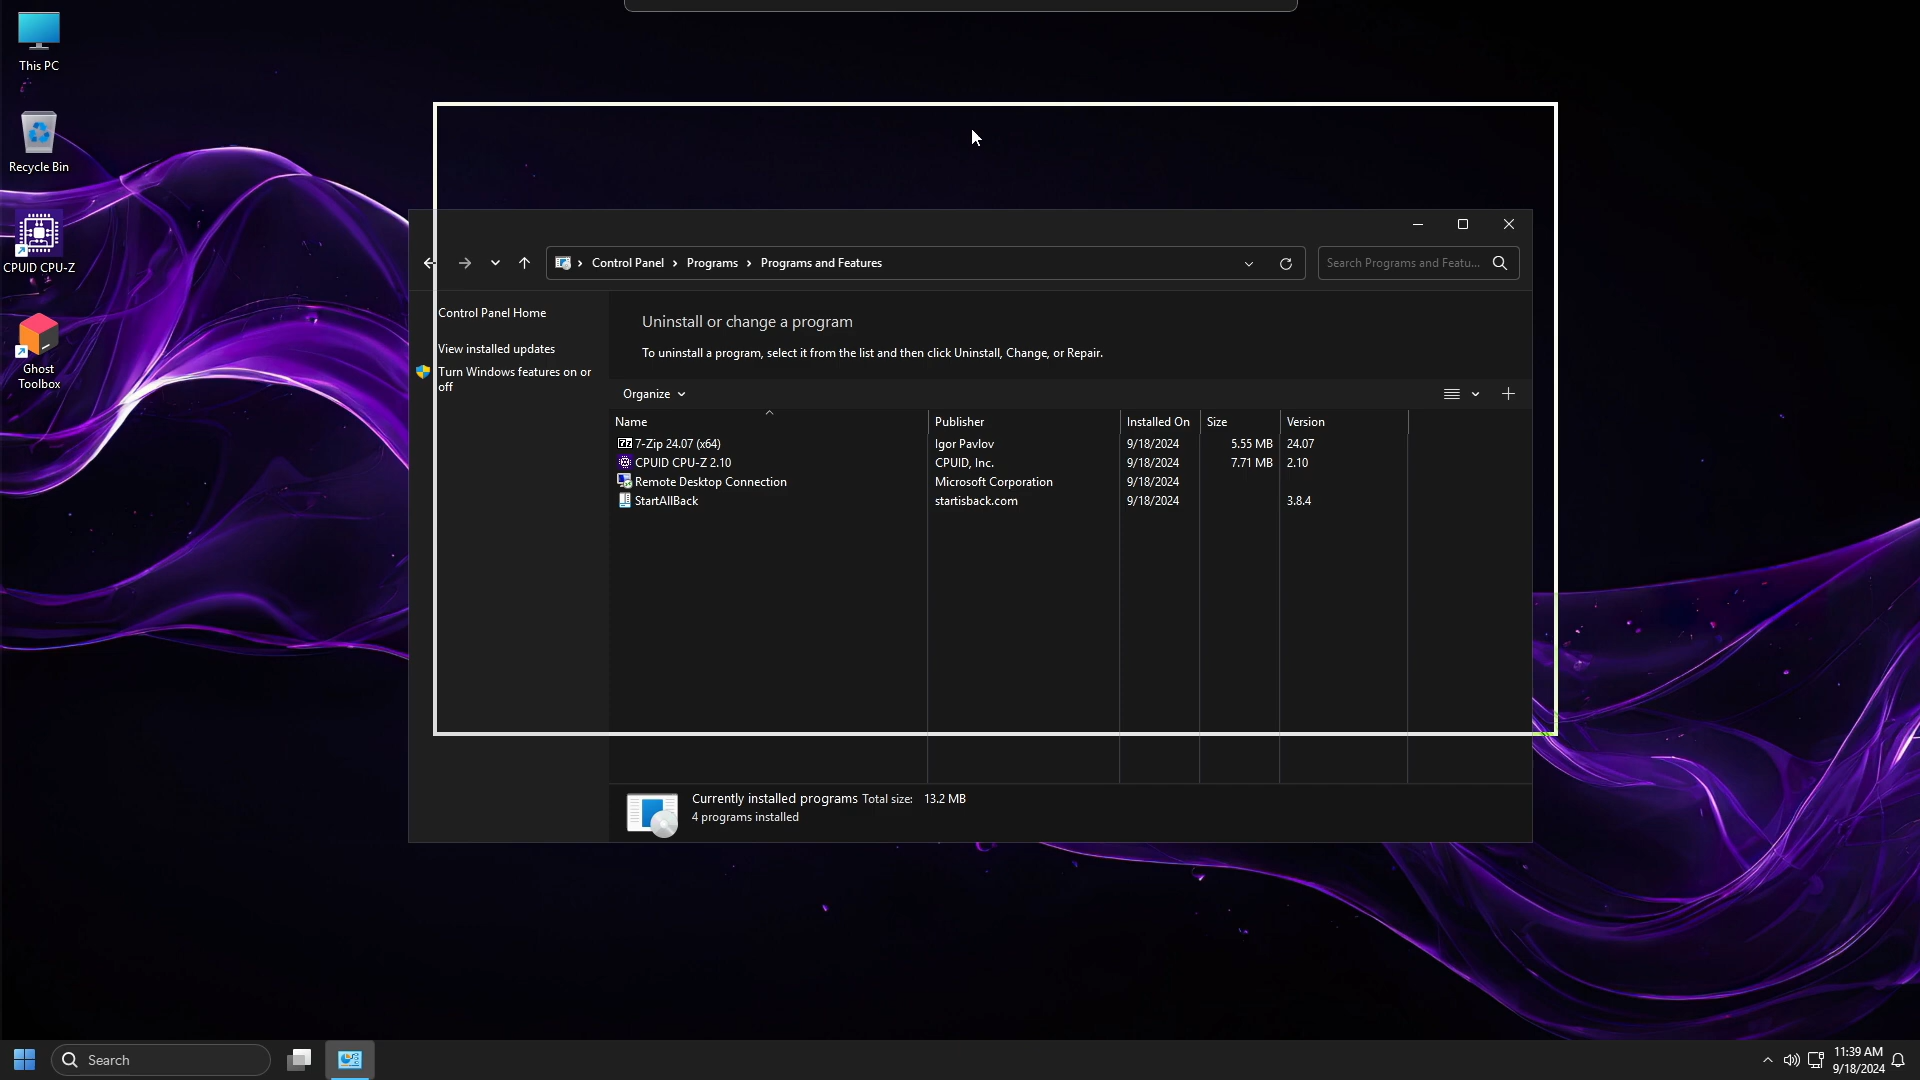 This PC
Recycle Bin
CPUID CPU-Z
Ghost
Toolbox
Control Panel
Programs
Programs and Features
Search Programs and Featu...
Control Panel Home
View installed updates
Turn Windows features on or
off
Uninstall or change a program
To uninstall a program, select it from the list and then click Uninstall, Change, or Repair.
Organize
Name Publisher Installed On Size Version
7-Zip 24.07 (x64) Igor Pavlov 9/18/2024 5.55 MB 24.07
CPUID CPU-Z 2.10 CPUID, Inc. 9/18/2024 7.71 MB 2.10
Remote Desktop Connection Microsoft Corporation 9/18/2024
StartAllBack startisback.com 9/18/2024 3.8.4
Currently installed programs Total size: 13.2 MB
4 programs installed
Search
11:39 AM
9/18/2024